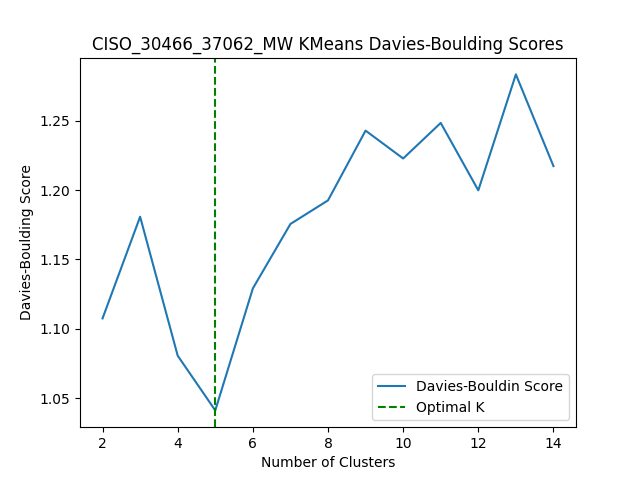 CISO_30466_37062_MW KMeans Davies-Boulding Scores
Davies-Boulding Score
1.25
1.20
1.15
1.10
1.05
Davies-Bouldin Score
Optimal K
2 4 6 8 10 12 14
Number of Clusters